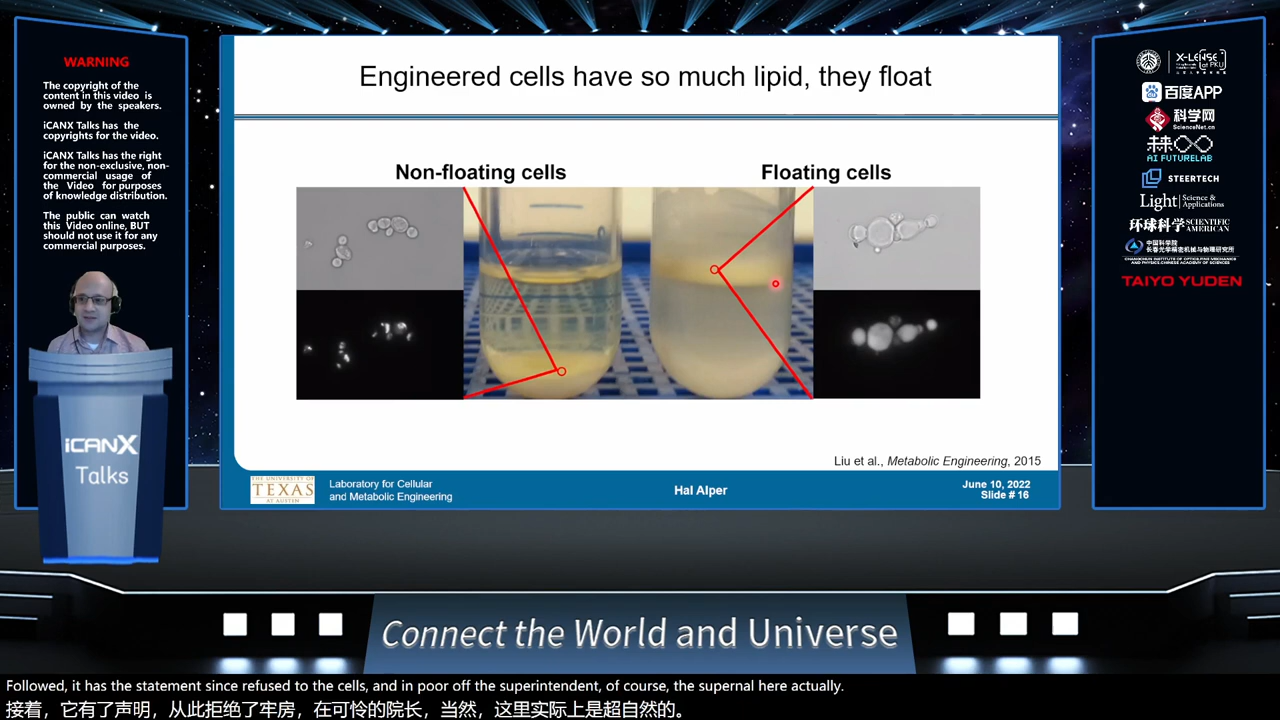 WARNING
The copyright of the
content in this video is
owned by the speakers.
iCANX Talks has the
copyrights for the video.
iCANX Talks has the right
for the non-exclusive, non-
commercial usage of
the Video for purposes
of knowledge distribution.
The public can watch
this Video online, BUT
should not use it for any
commercial purposes.
iCANX
Talks
Engineered cells have so much lipid, they float
Non-floating cells
Floating cells
Liu et al., Metabolic Engineering, 2015
THE UNIVERSITY OF
TEXAS
AT AUSTIN
Laboratory for Cellular
and Metabolic Engineering
Hal Alper
June 10, 2022
Slide # 16
X-LENSE
at PKU
百度APP
科学网
ScienceNet.cn
AI FUTURELAB
STEERTECH
Light Science &
Applications
环球科学 SCIENTIFIC
AMERICAN
中国科学院
长春光学精密机械与物理研究所
CHANGCHUN INSTITUTE OF OPTICS, FINE MECHANICS
AND PHYSICS, CHINESE ACADEMY OF SCIENCES
TAIYO YUDEN
Connect the World and Universe
Followed, it has the statement since refused to the cells, and in poor off the superintendent, of course, the supernal here actually.
接着，它有了声明，从此拒绝了牢房，在可怜的院长，当然，这里实际上是超自然的。